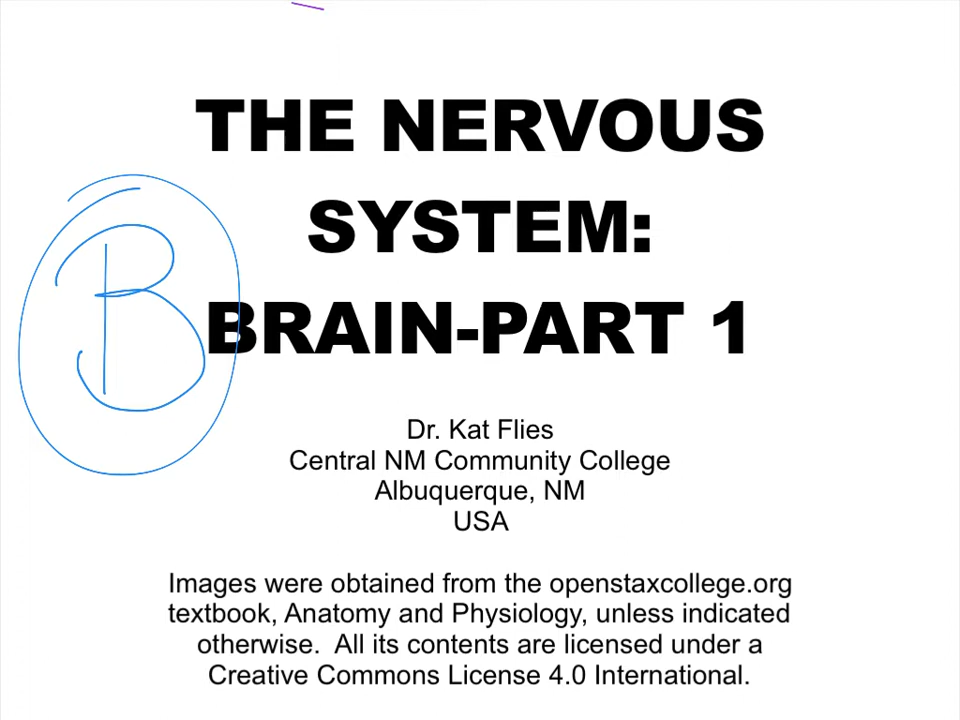 THE NERVOUS
SYSTEM:
B
BRAIN-PART 1
Dr. Kat Flies
Central NM Community College
Albuquerque, NM
USA
Images were obtained from the openstaxcollege.org
textbook, Anatomy and Physiology, unless indicated
otherwise.  All its contents are licensed under a
Creative Commons License 4.0 International.